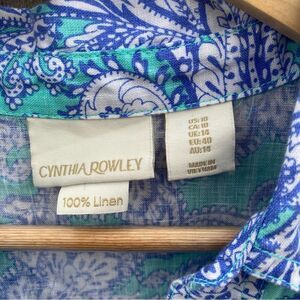 CYNTHIA ROWLEY
100% Linen
US:10
CA:10
UK:14
EU:40
AU:14
MADE IN
VIETNAM